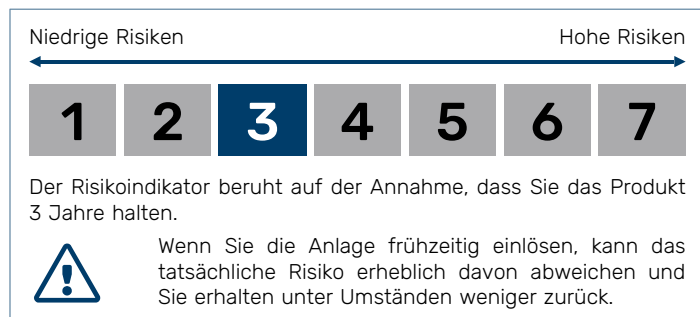 Niedrige Risiken Hohe Risiken
1 2 3 4 5 6 7
Der Risikoindikator beruht auf der Annahme, dass Sie das Produkt
3 Jahre halten.
Wenn Sie die Anlage frühzeitig einlösen, kann das
tatsächliche Risiko erheblich davon abweichen und
Sie erhalten unter Umständen weniger zurück.